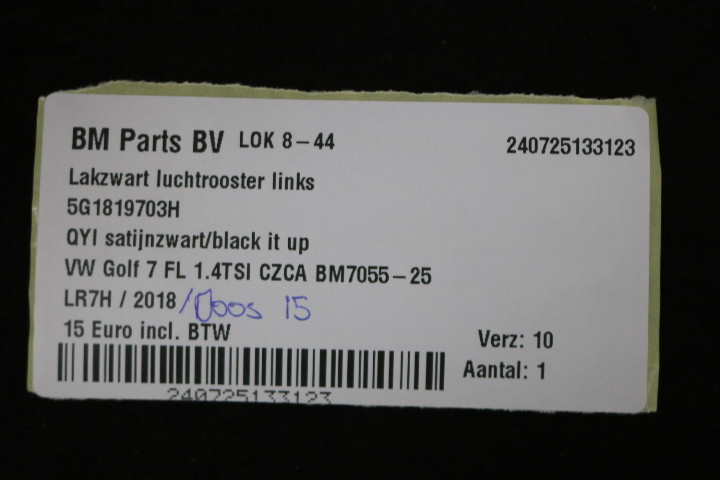 BM Parts BV LOK 8-44 240725133123
Lakzwart luchtrooster links
5G1819703H
QYI satijnzwart/black it up
VW Golf 7 FL 1.4TSI CZCA BM7055-25
LR7H / 2018 / Doos 15
15 Euro incl. BTW Verz: 10
Aantal: 1
240725133123